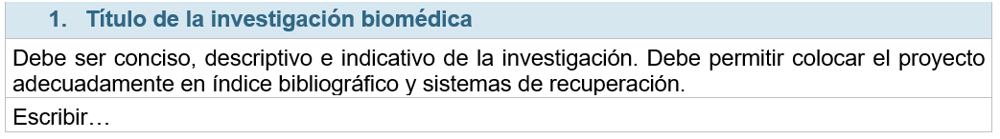 1. Título de la investigación biomédica
Debe ser conciso, descriptivo e indicativo de la investigación. Debe permitir colocar el proyecto
adecuadamente en índice bibliográfico y sistemas de recuperación.
Escribir…